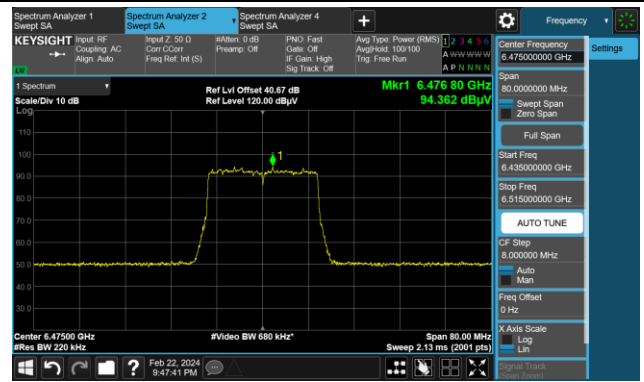 Spectrum Analyzer 1
Swept SA
Spectrum Analyzer 2
Swept SA
Spectrum Analyzer 4
Swept SA
+
Frequency
KEYSIGHT
Input: RF
Coupling: AC
Align: Auto
Input Z: 50 Ω
Corr CCorr
Freq Ref: Int (S)
#Atten: 0 dB
Preamp: Off
PNO: Fast
Gate: Off
IF Gain: High
Sig Track: Off
Avg Type: Power (RMS)
Avg|Hold: 100/100
Trig: Free Run
1 2 3 4 5 6
A W W W W W
A P N N N N
Center Frequency
6.475000000 GHz
Settings
Span
80.0000000 MHz
Swept Span
Zero Span
Full Span
Start Freq
6.435000000 GHz
Stop Freq
6.515000000 GHz
AUTO TUNE
CF Step
8.000000 MHz
Auto
Man
Freq Offset
0 Hz
X Axis Scale
Log
Lin
Signal Track
(Span Zoom)
1 Spectrum
Scale/Div 10 dB
Log
Ref Lvl Offset 40.67 dB
Ref Level 120.00 dBµV
Mkr1 6.476 80 GHz
94.362 dBµV
110
100
90.0
80.0
70.0
60.0
50.0
40.0
30.0
1
Center 6.47500 GHz
#Res BW 220 kHz
#Video BW 680 kHz*
Span 80.00 MHz
Sweep 2.13 ms (2001 pts)
?
Feb 22, 2024
9:47:41 PM